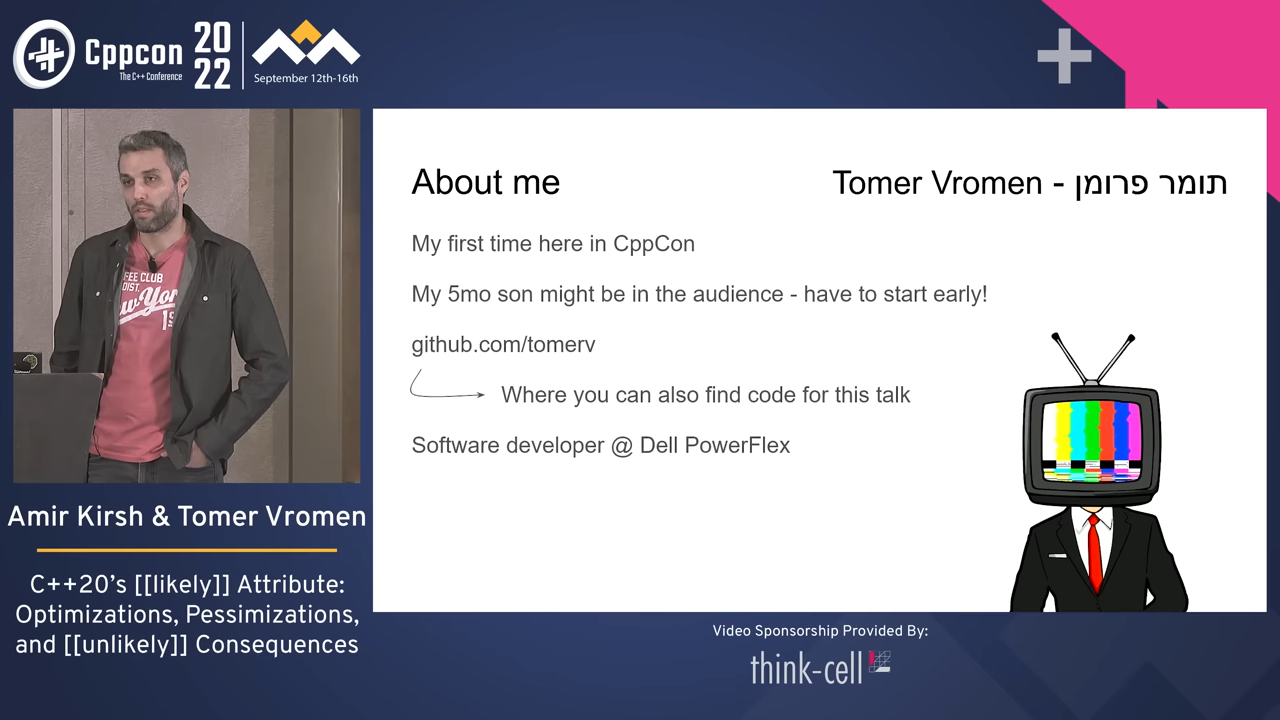 Cppcon
The C++ Conference
20
22
September 12th-16th
About me
Tomer Vromen - תומר פרומן
My first time here in CppCon
My 5mo son might be in the audience - have to start early!
github.com/tomerv
Where you can also find code for this talk
Software developer @ Dell PowerFlex
FEE CLUB
DIST.
Amir Kirsh & Tomer Vromen
C++20’s [[likely]] Attribute:
Optimizations, Pessimizations,
and [[unlikely]] Consequences
Video Sponsorship Provided By:
think-cell